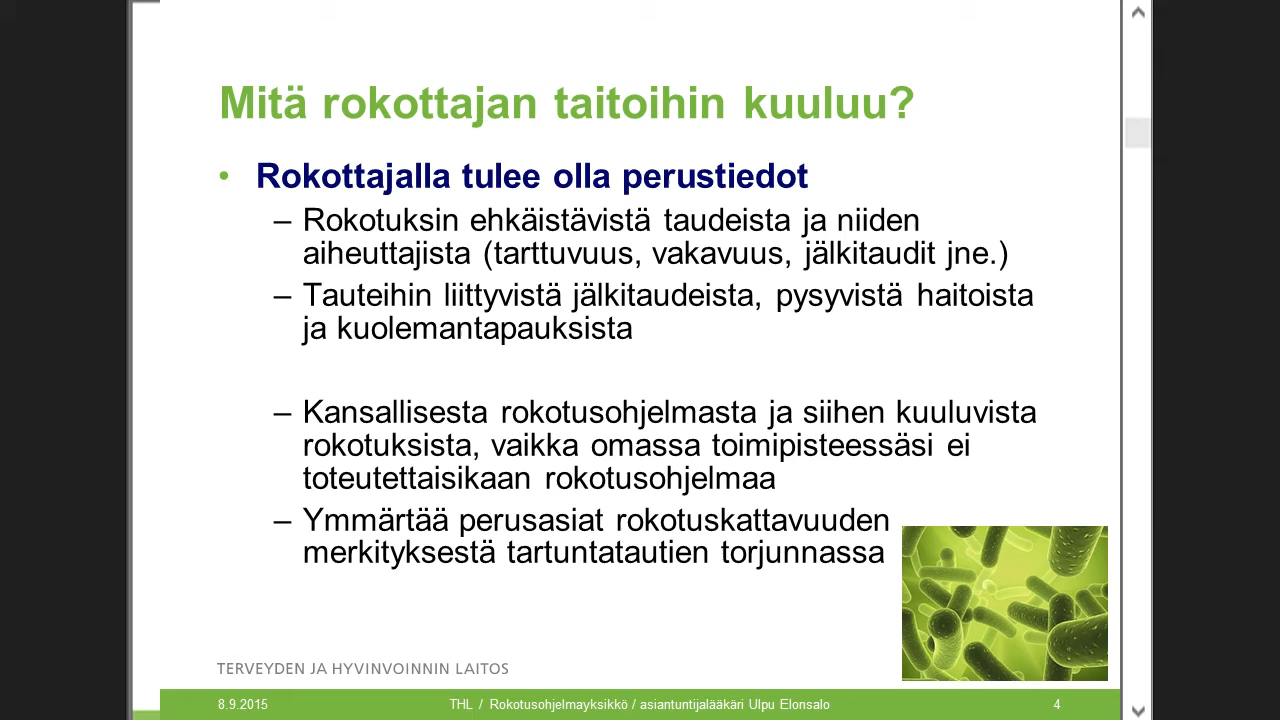 Mitä rokottajan taitoihin kuuluu?
• Rokottajalla tulee olla perustiedot
– Rokotuksin ehkäistävistä taudeista ja niiden
aiheuttajista (tarttuvuus, vakavuus, jälkitaudit jne.)
– Tauteihin liittyvistä jälkitaudeista, pysyvistä haitoista
ja kuolemantapauksista
– Kansallisesta rokotusohjelmasta ja siihen kuuluvista
rokotuksista, vaikka omassa toimipisteessäsi ei
toteutettaisikaan rokotusohjelmaa
– Ymmärtää perusasiat rokotuskattavuuden
merkityksestä tartuntatautien torjunnassa
TERVEYDEN JA HYVINVOINNIN LAITOS
8.9.2015 THL / Rokotusohjelmayksikkö / asiantuntijalääkäri Ulpu Elonsalo 4